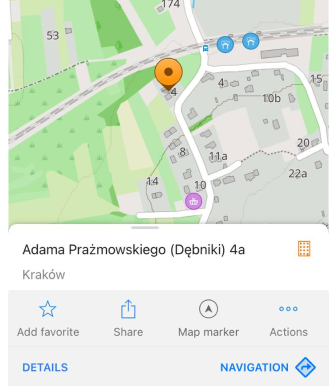 174
53
4
4
15
10b
8
11a
20
22a
14
10
Adama Prażmowskiego (Dębniki) 4a
Kraków
Add favorite
Share
Map marker
Actions
DETAILS
NAVIGATION